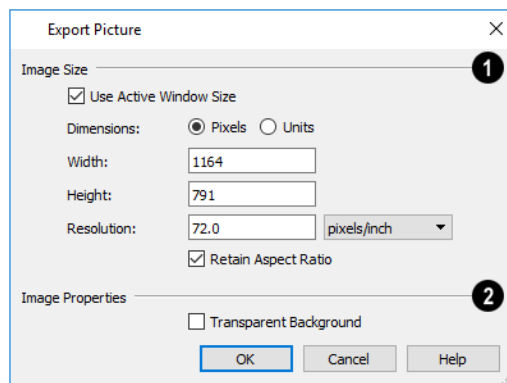 Export Picture
Image Size 1
Use Active Window Size
Dimensions: Pixels Units
Width: 1164
Height: 791
Resolution: 72.0 pixels/inch
Retain Aspect Ratio
Image Properties 2
Transparent Background
OK Cancel Help